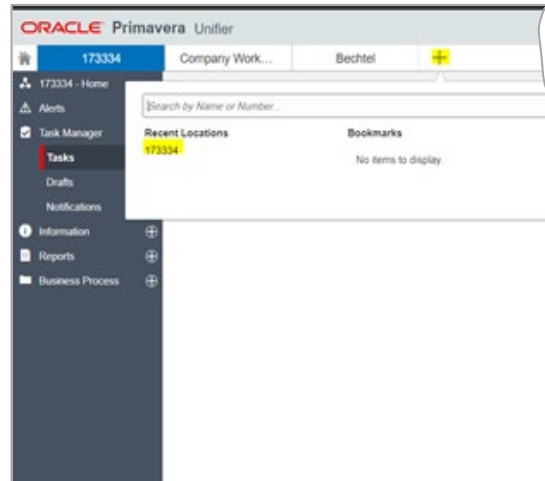 ORACLE Primavera Unifier
173334 Company Work... Bechtel +
173334 - Home
Alerts
Search by Name or Number...
Task Manager
Recent Locations Bookmarks
173334
No items to display.
Tasks
Drafts
Notifications
Information
Reports
Business Process